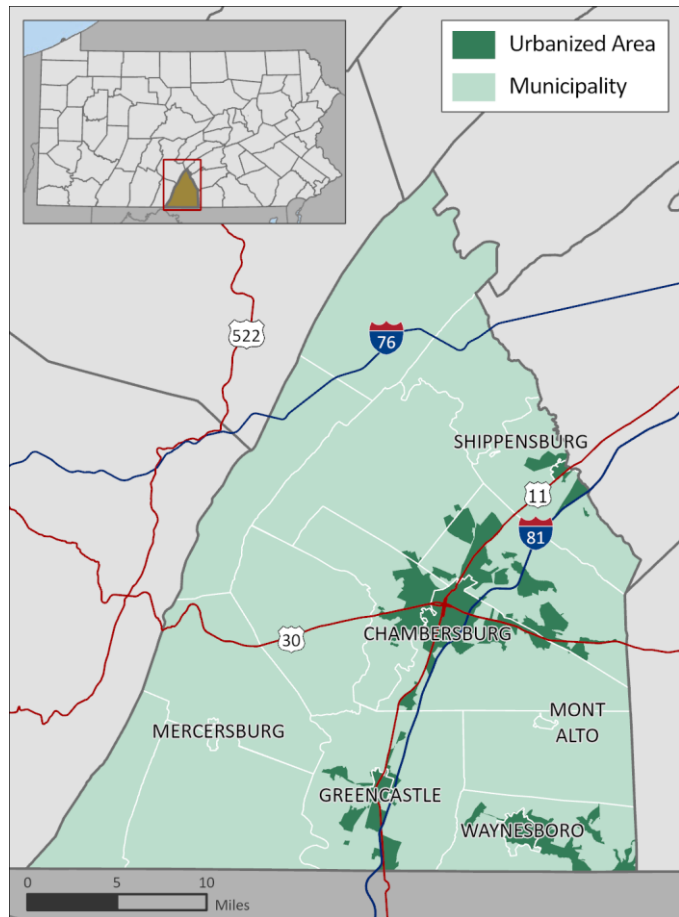 Urbanized Area
Municipality
522
76
SHIPPENSBURG
11
81
30
CHAMBERSBURG
MERCERSBURG
MONT
ALTO
GREENCASTLE
WAYNESBORO
0 5 10
Miles